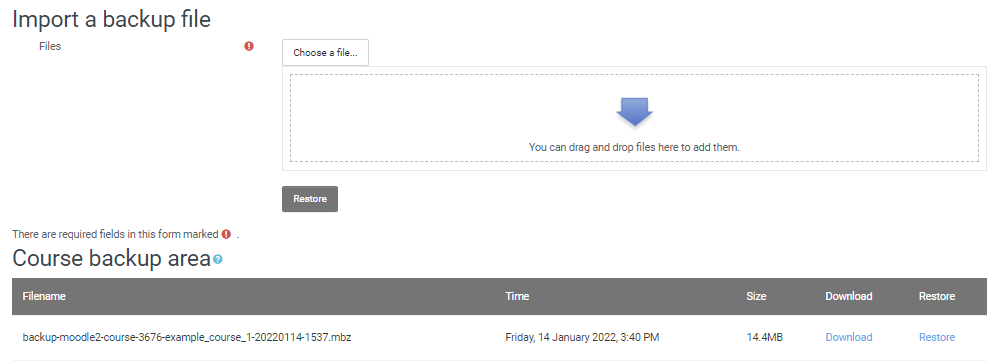 Import a backup file
Files
Choose a file...
You can drag and drop files here to add them.
Restore
There are required fields in this form marked .
Course backup area
Filename Time Size Download Restore
backup-moodle2-course-3676-example_course_1-20220114-1537.mbz Friday, 14 January 2022, 3:40 PM 14.4MB Download Restore